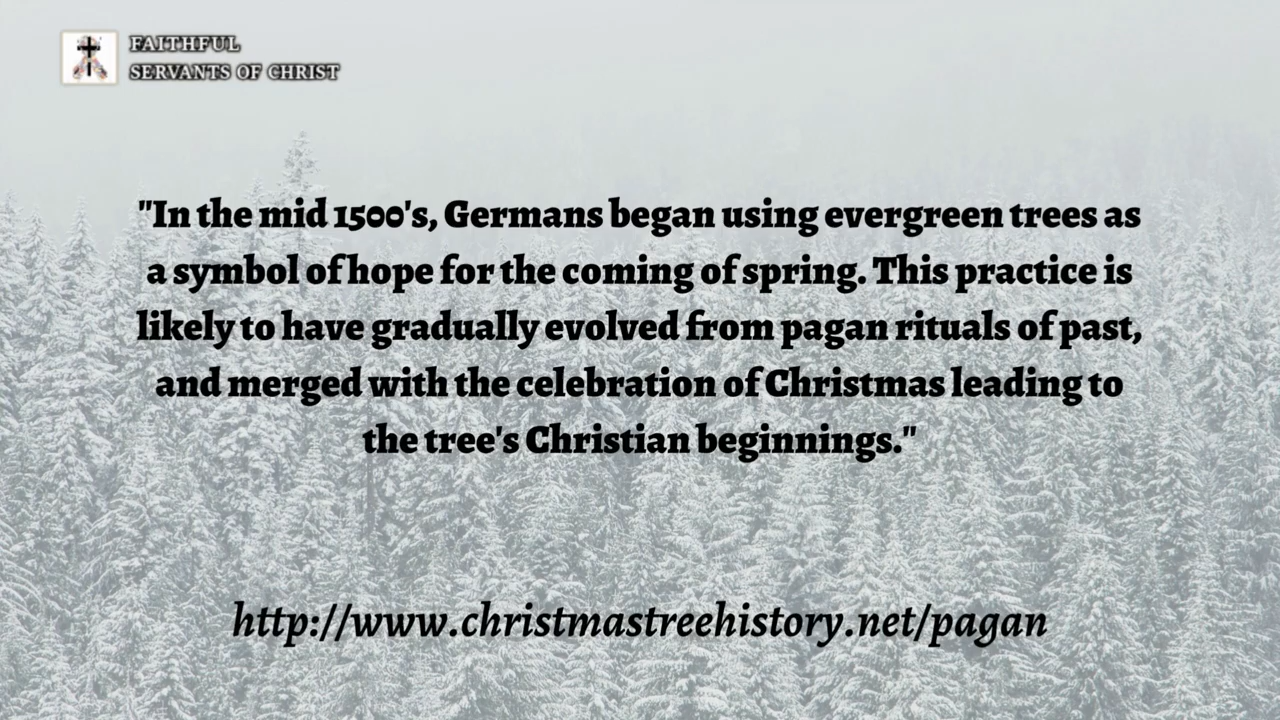 FAITHFUL
SERVANTS OF CHRIST
"In the mid 1500's, Germans began using evergreen trees as
a symbol of hope for the coming of spring. This practice is
likely to have gradually evolved from pagan rituals of past,
and merged with the celebration of Christmas leading to
the tree's Christian beginnings."
http://www.christmastreehistory.net/pagan